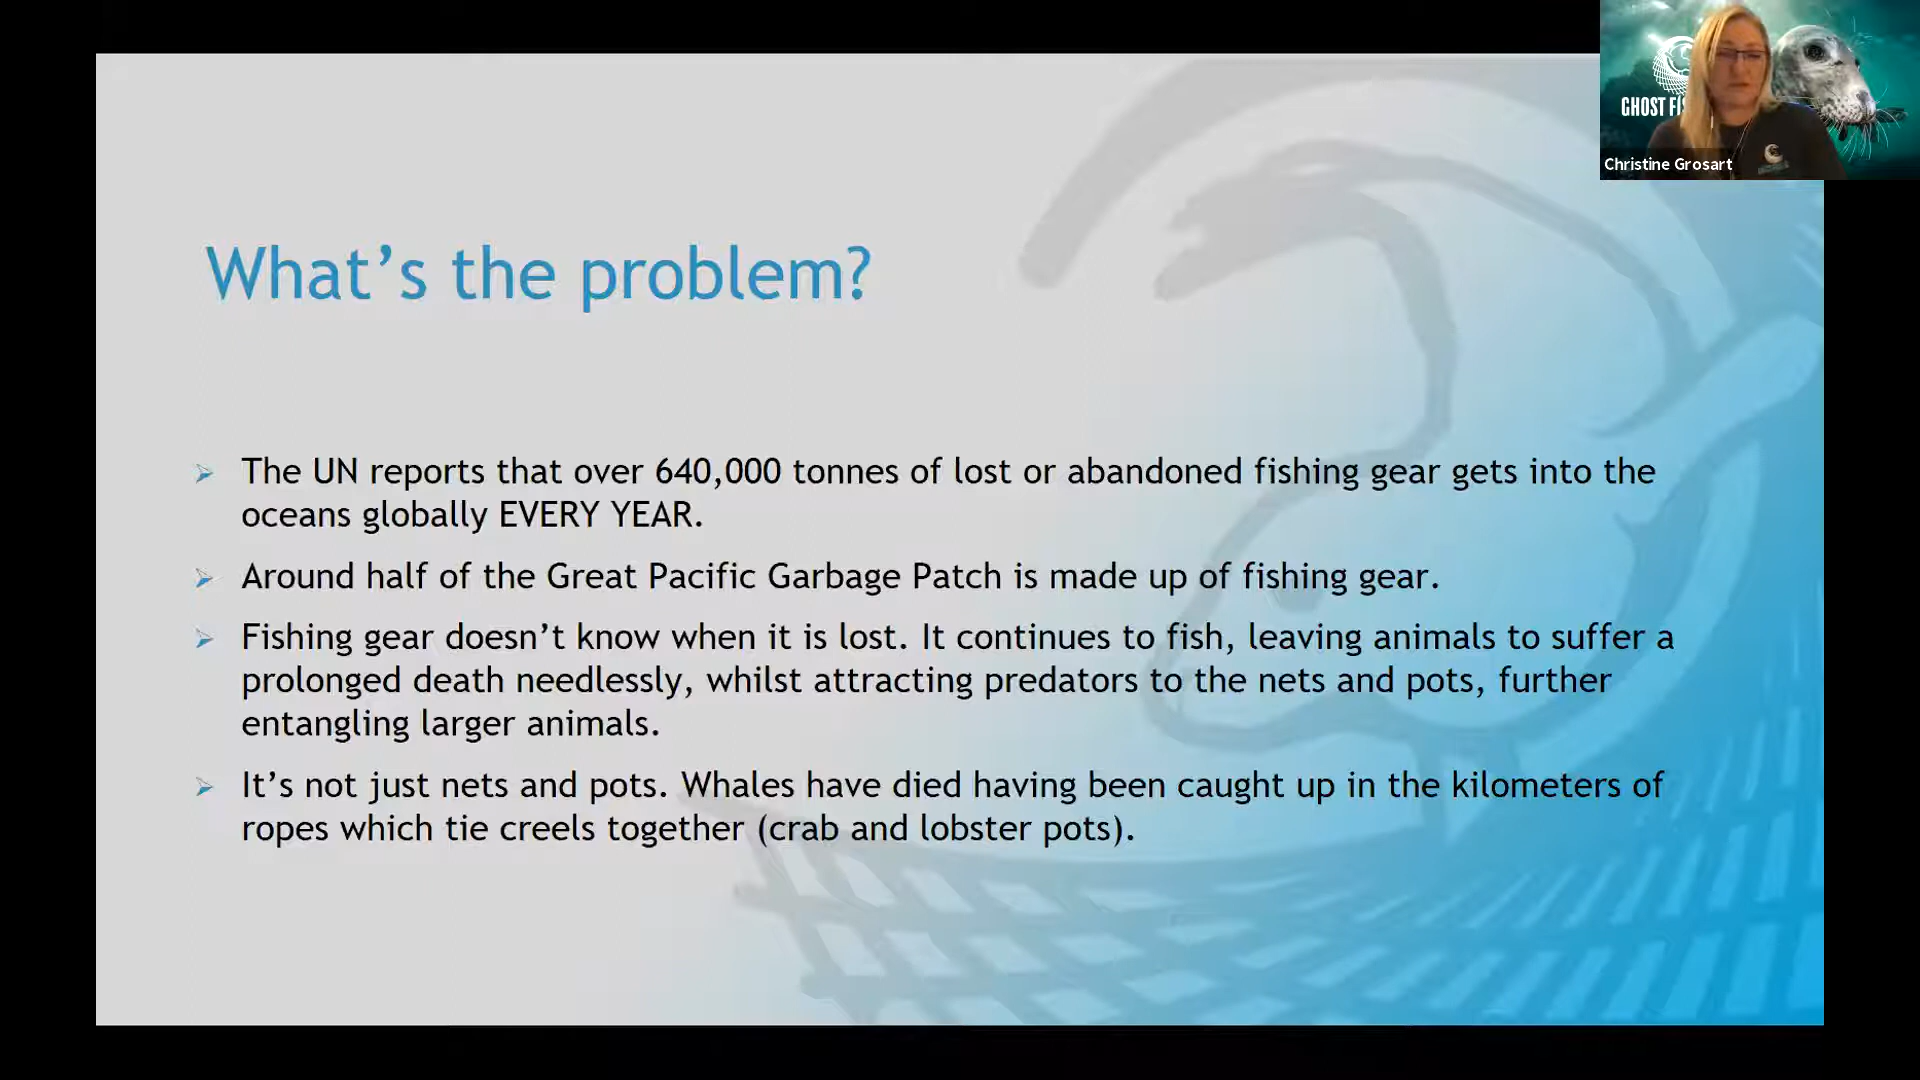 What’s the problem?
The UN reports that over 640,000 tonnes of lost or abandoned fishing gear gets into the
oceans globally EVERY YEAR.
Around half of the Great Pacific Garbage Patch is made up of fishing gear.
Fishing gear doesn’t know when it is lost. It continues to fish, leaving animals to suffer a
prolonged death needlessly, whilst attracting predators to the nets and pots, further
entangling larger animals.
It’s not just nets and pots. Whales have died having been caught up in the kilometers of
ropes which tie creels together (crab and lobster pots).
GHOST FI
Christine Grosart